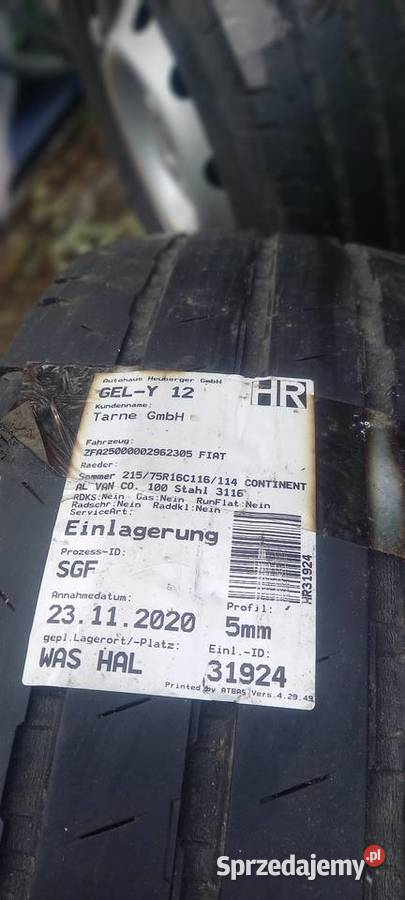 Autohaus Heuberger GmbH
GEL-Y 12
HR
Kundenname:
Tarne GmbH
Fahrzeug:
ZFA25000002962305 FIAT
Raeder:
Sommer 215/75R16C116/114 CONTINENT
AL VAN CO. 100 Stahl 3116
RDKS:Nein Gas:Nein RunFlat:Nein
Radschr:Nein Raddkl:Nein
ServiceArt:
Einlagerung
Prozess-ID:
SGF
HR31924
Annahmedatum:
23.11.2020
Profil:
5mm
gepl.Lagerort/-Platz:
WAS HAL
Einl.-ID:
31924
Printed by ATBAS Vers.4.29.49
Sprzedajemy.pl